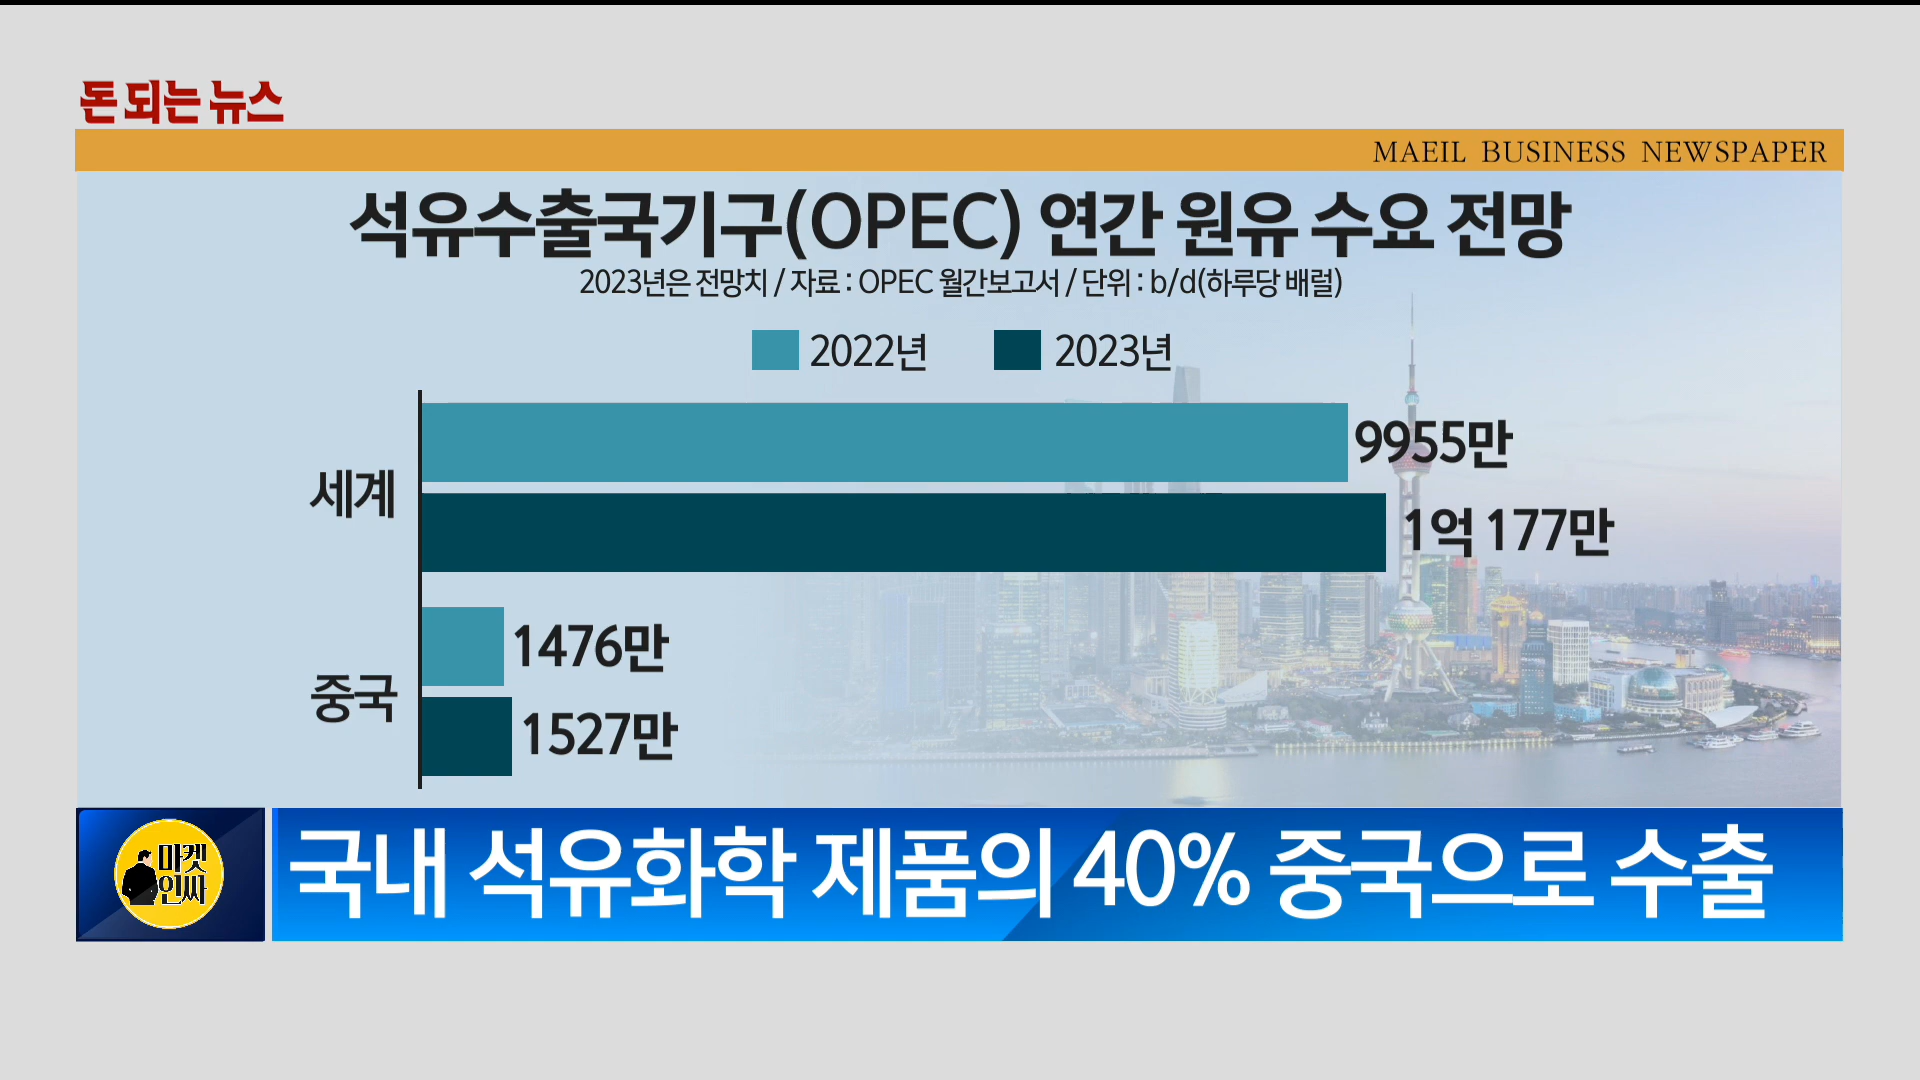 돈 되는 뉴스
MAEIL BUSINESS NEWSPAPER
석유수출국기구(OPEC) 연간 원유 수요 전망
2023년은 전망치 / 자료 : OPEC 월간보고서 / 단위 : b/d(하루당 배럴)
2022년 2023년
세계
9955만
1억 177만
중국
1476만
1527만
마켓
인싸
국내 석유화학 제품의 40% 중국으로 수출